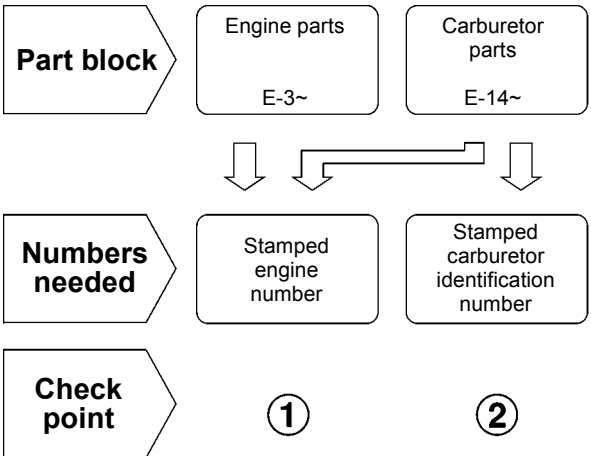 Part block
Engine parts
E-3~
Carburetor
parts
E-14~
Numbers
needed
Stamped
engine
number
Stamped
carburetor
identification
number
Check
point
①
②